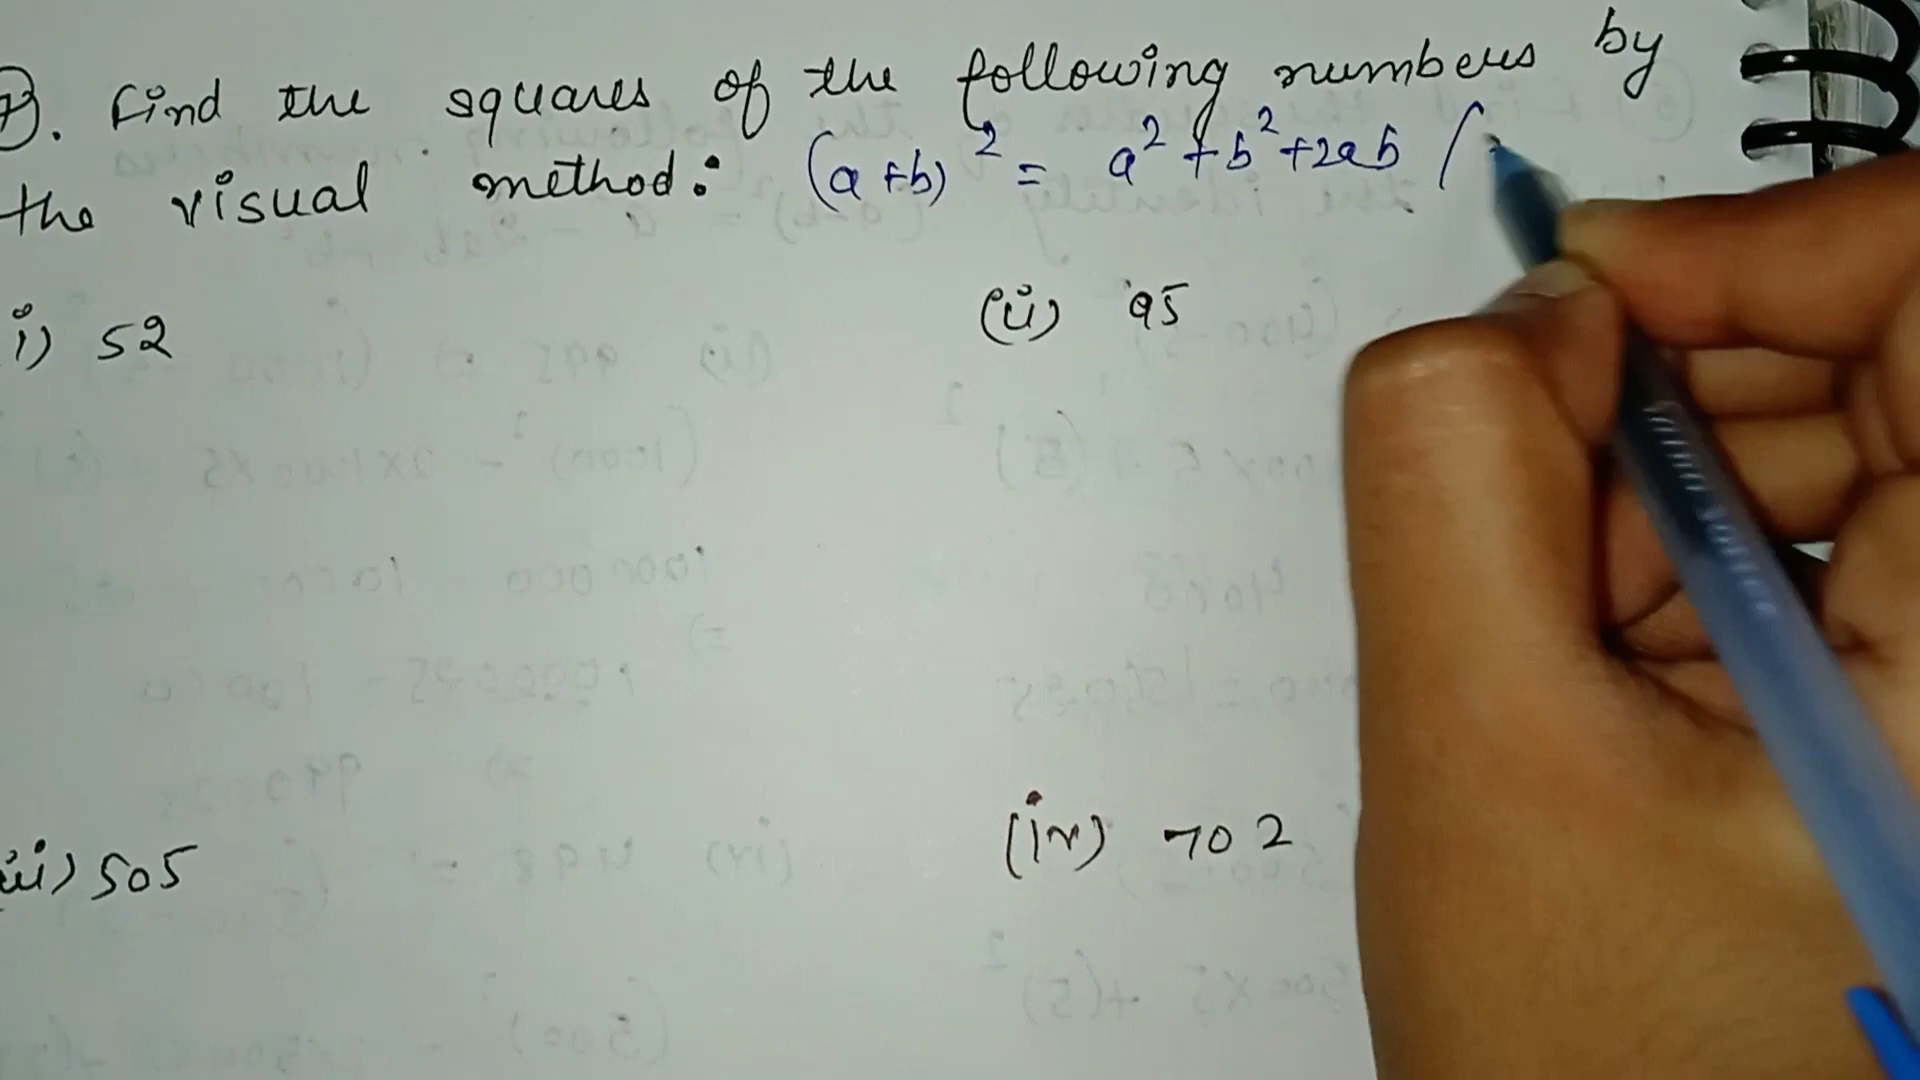 7). Find the squares of the following numbers by
the visual method: (a+b)² = a²+b²+2ab (
i) 52
(ii) 95
iii) 505
(iv) 702